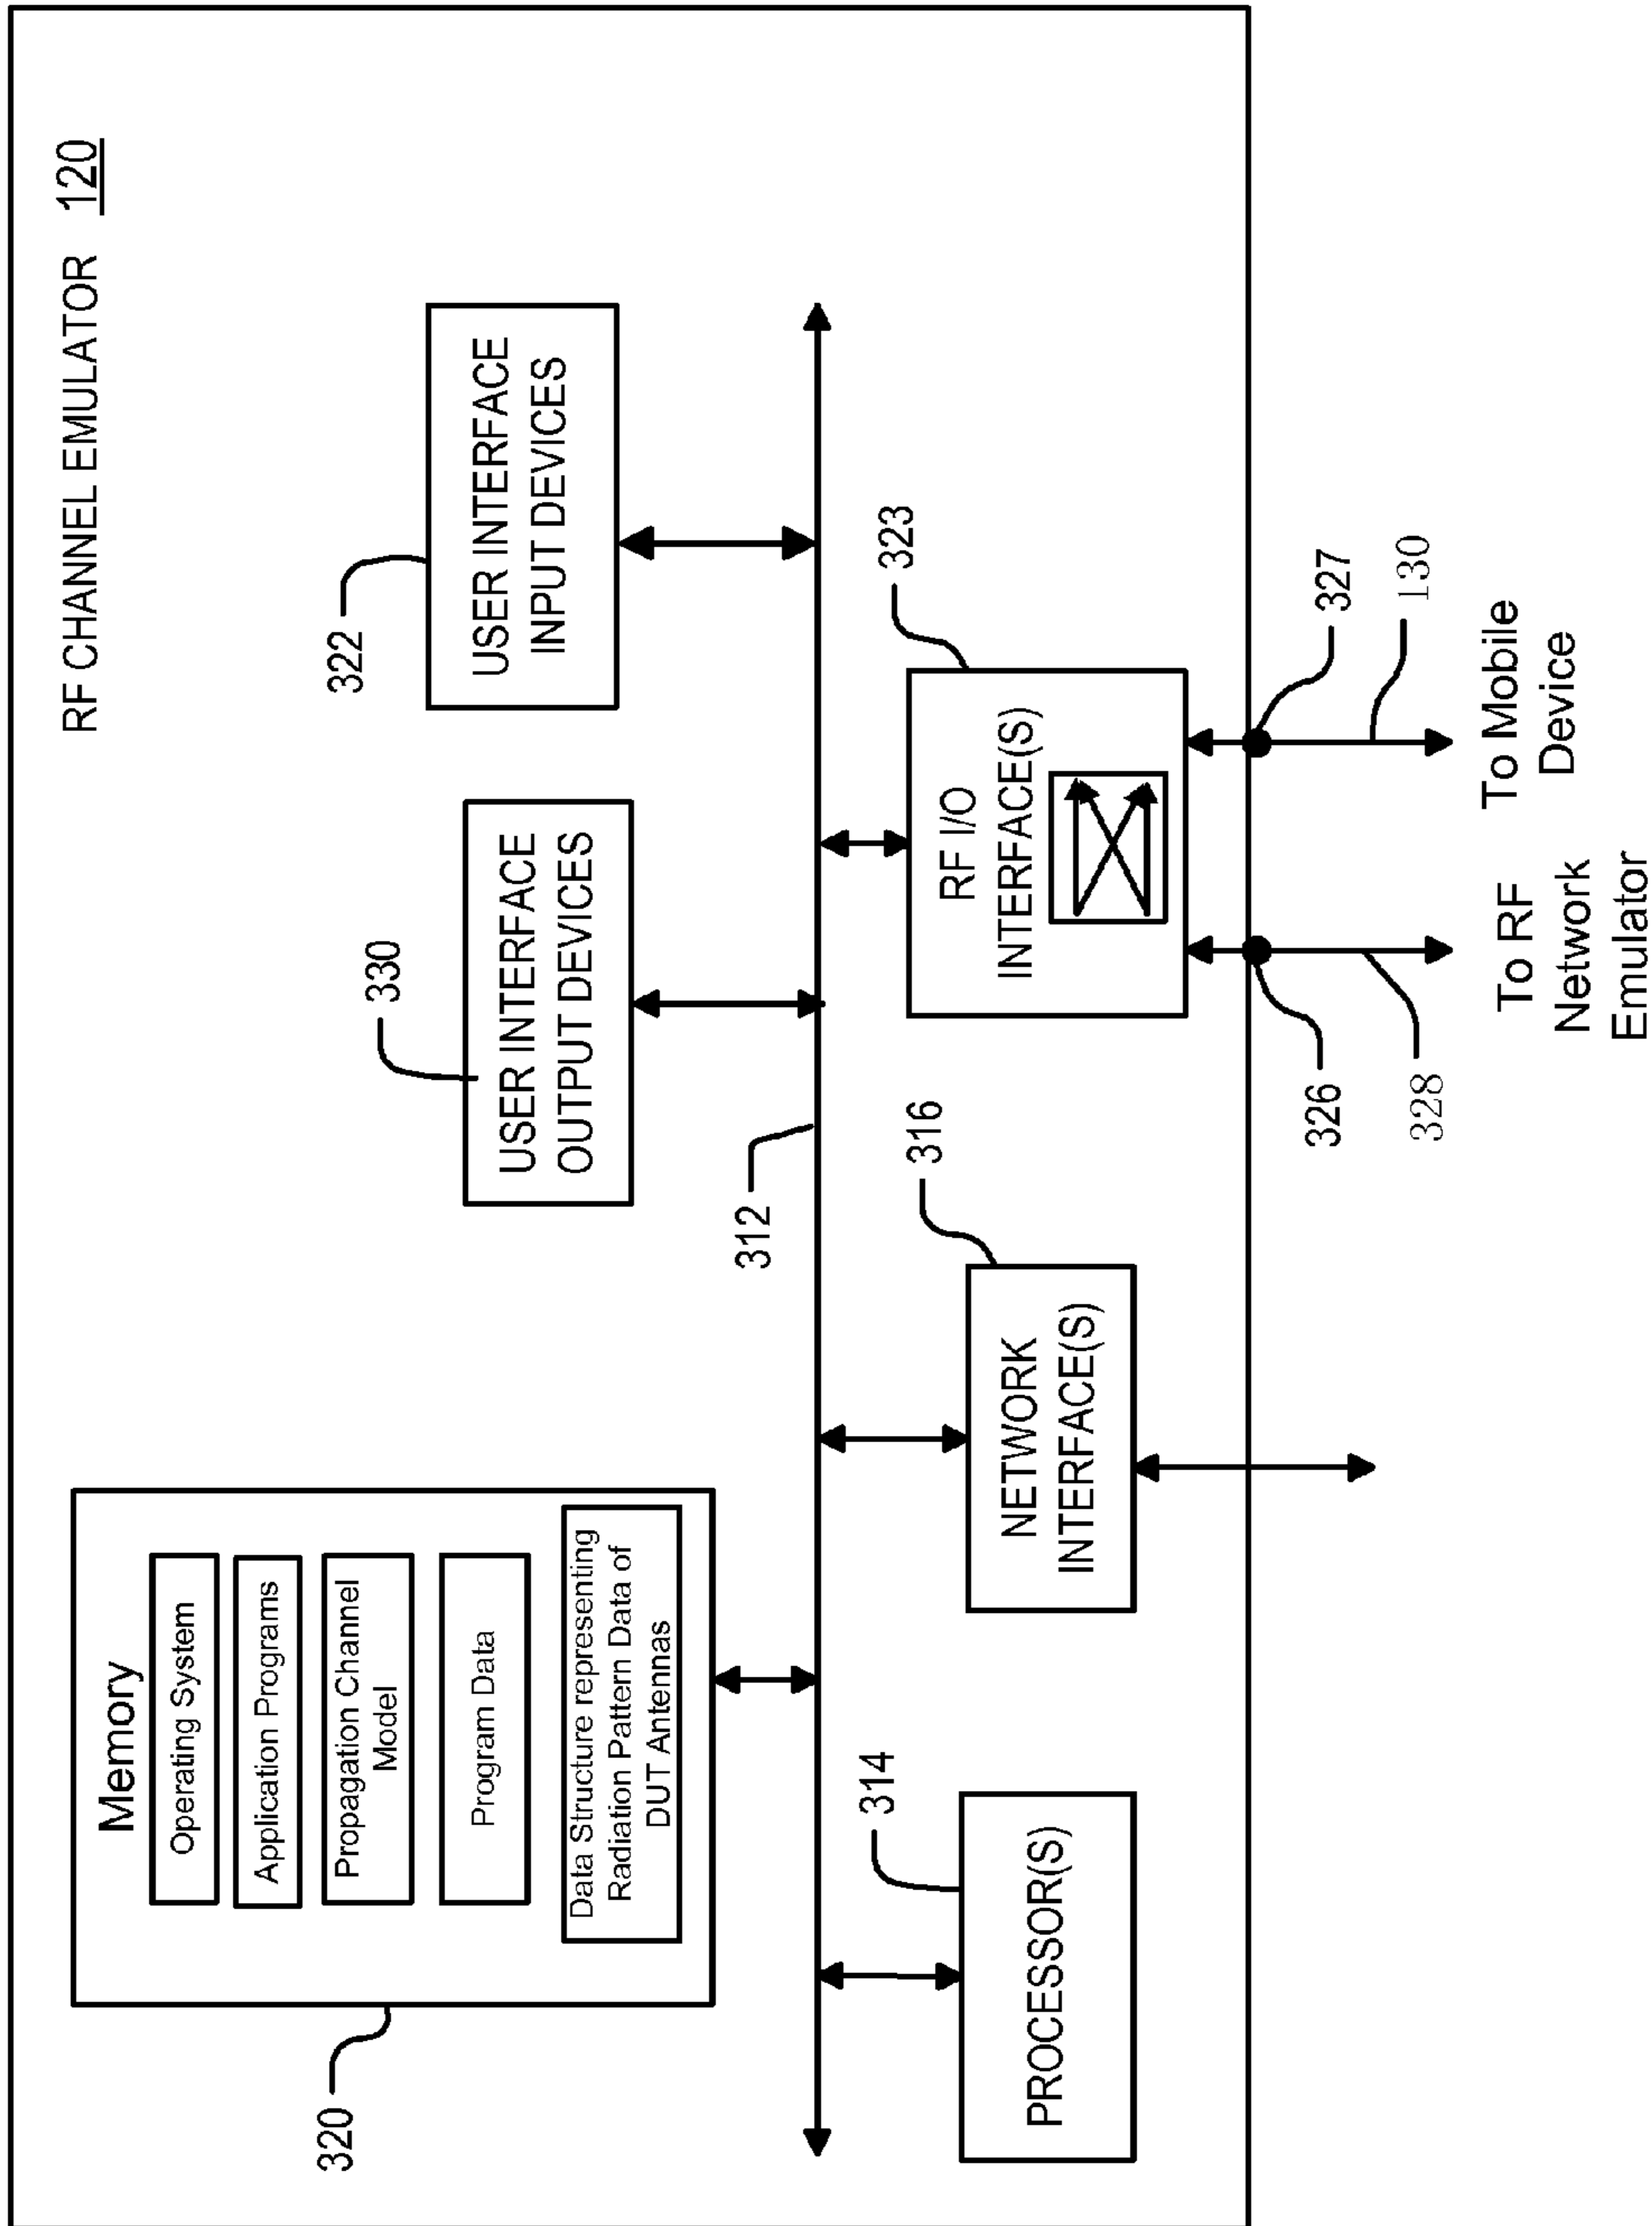 RF CHANNEL EMULATOR 120
Memory
Operating System
Application Programs
Propagation Channel
Model
Program Data
Data Structure representing
Radiation Pattern Data of
DUT Antennas
320
330
USER INTERFACE
OUTPUT DEVICES
322
USER INTERFACE
INPUT DEVICES
312
314
PROCESSOR(S)
316
NETWORK
INTERFACE(S)
323
RF I/O
INTERFACE(S)
326
328
327
130
To RF
Network
Emulator
To Mobile
Device